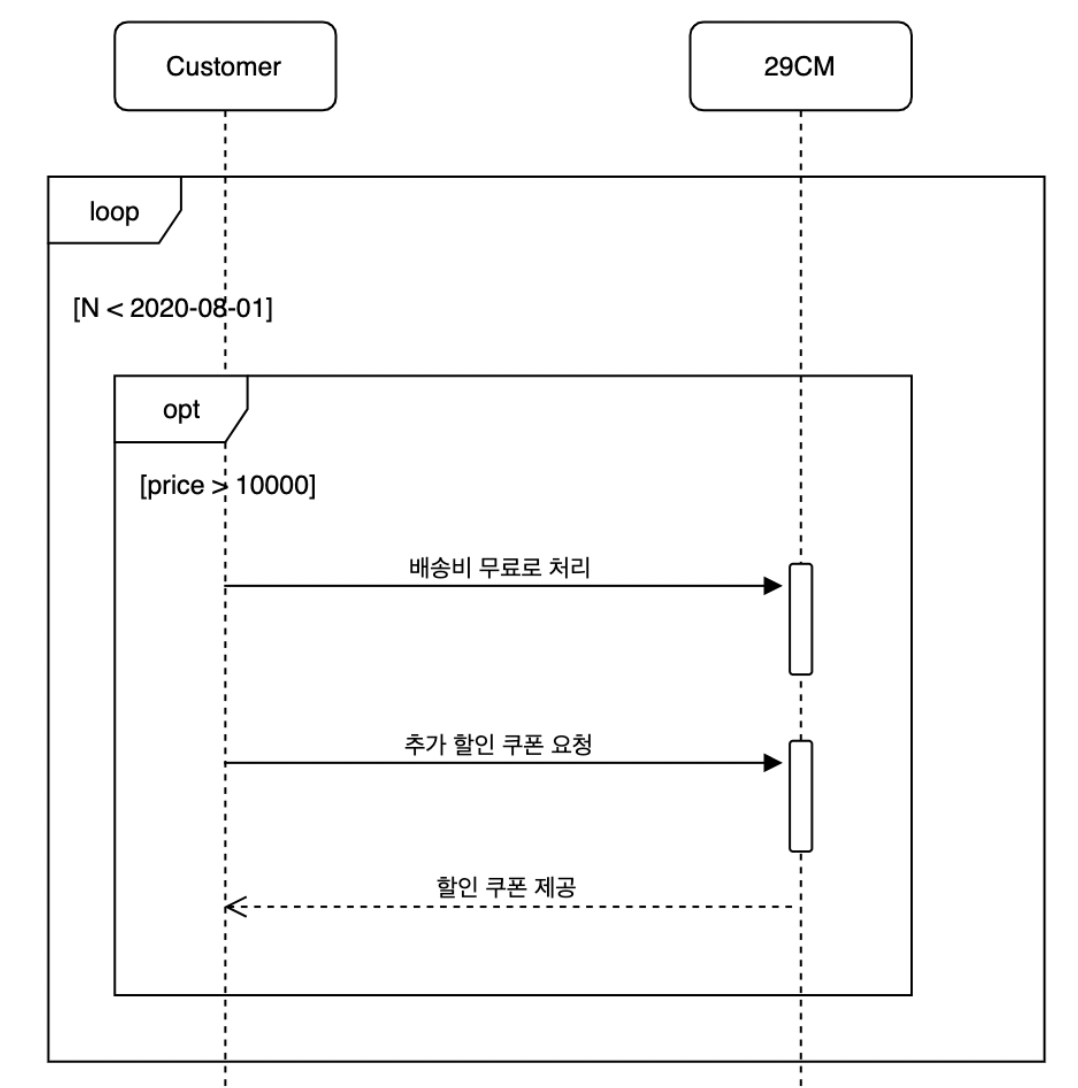 Customer
29CM
loop
[N < 2020-08-01]
opt
[price > 10000]
배송비 무료로 처리
추가 할인 쿠폰 요청
할인 쿠폰 제공